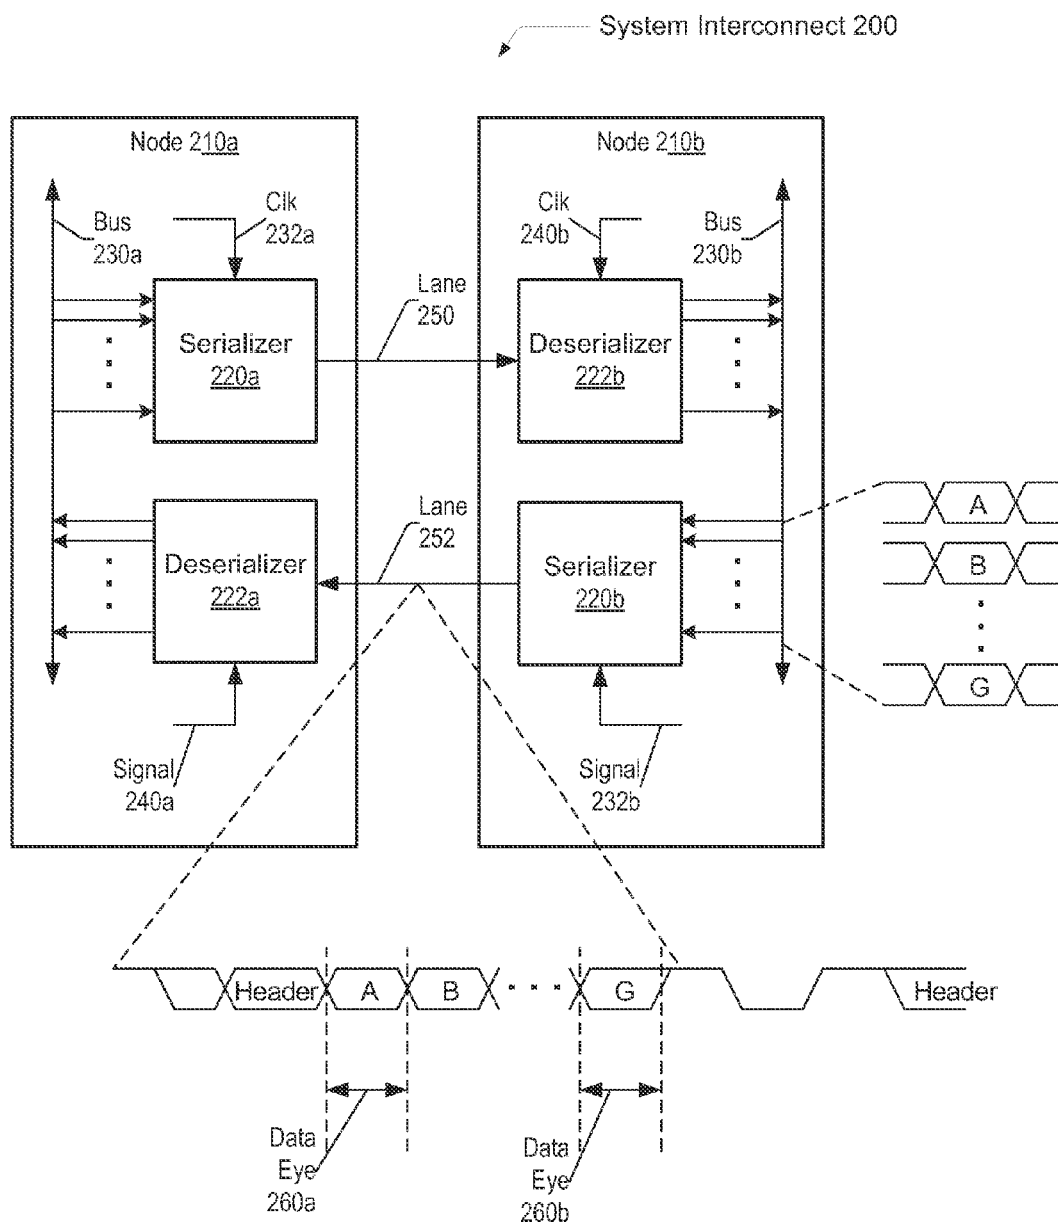 System Interconnect 200
Node 210a
Node 210b
Bus
230a
Clk
232a
Clk
240b
Bus
230b
Lane
250
Serializer
220a
Deserializer
222b
Lane
252
Deserializer
222a
Serializer
220b
A
B
G
Signal
240a
Signal
232b
Header
A
B
G
Header
Data
Eye
260a
Data
Eye
260b